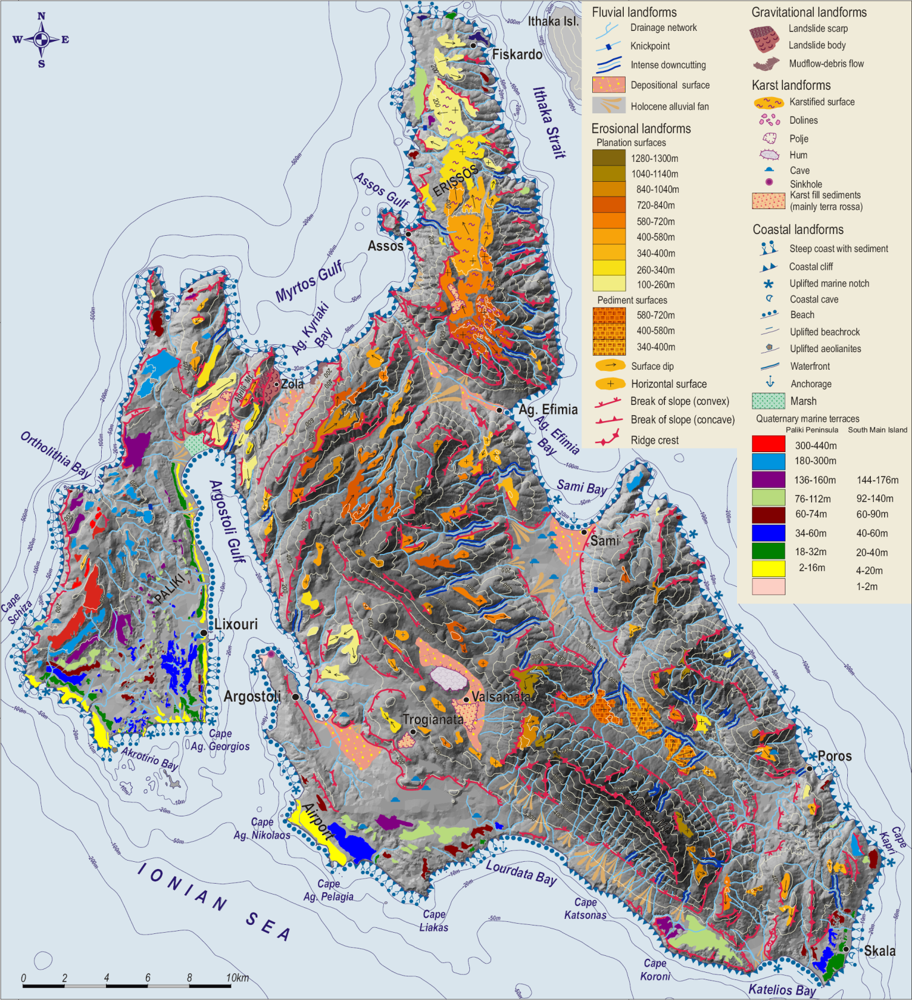 N
W
E
S
Ithaka Isl.
Fiskardo
Ithaka Strait
ERISSOS
Assos Gulf
Assos
Myrtos Gulf
Ag. Kyriaki
Bay
Zola
Agrilia Mt.
Ag. Efimia
Ag. Efimia
Bay
Sami Bay
Sami
Ortholithia Bay
Argostoli Gulf
PALIKI
Cape
Schiza
Lixouri
Argostoli
Valsamata
Trogianata
Cape
Ag. Georgios
Akrotirio Bay
Poros
Aenos Mt.
Airport
Cape
Ag. Nikolaos
Cape
Ag. Pelagia
Cape
Liakas
Lourdata Bay
Cape
Katsonas
Cape
Kapri
Cape
Koroni
Skala
Katelios Bay
IONIAN SEA
0 2 4 6 8 10km
Fluvial landforms
Drainage network
Knickpoint
Intense downcutting
Depositional surface
Holocene alluvial fan
Erosional landforms
Planation surfaces
1280-1300m
1040-1140m
840-1040m
720-840m
580-720m
400-580m
340-400m
260-340m
100-260m
Pediment surfaces
580-720m
400-580m
340-400m
Surface dip
Horizontal surface
Break of slope (convex)
Break of slope (concave)
Ridge crest
Gravitational landforms
Landslide scarp
Landslide body
Mudflow-debris flow
Karst landforms
Karstified surface
Dolines
Polje
Hum
Cave
Sinkhole
Karst fill sediments
(mainly terra rossa)
Coastal landforms
Steep coast with sediment
Coastal cliff
Uplifted marine notch
Coastal cave
Beach
Uplifted beachrock
Uplifted aeolianites
Waterfront
Anchorage
Marsh
Quaternary marine terraces
Paliki Peninsula South Main Island
300-440m
180-300m
136-160m 144-176m
76-112m 92-140m
60-74m 60-90m
34-60m 40-60m
18-32m 20-40m
2-16m 4-20m
1-2m